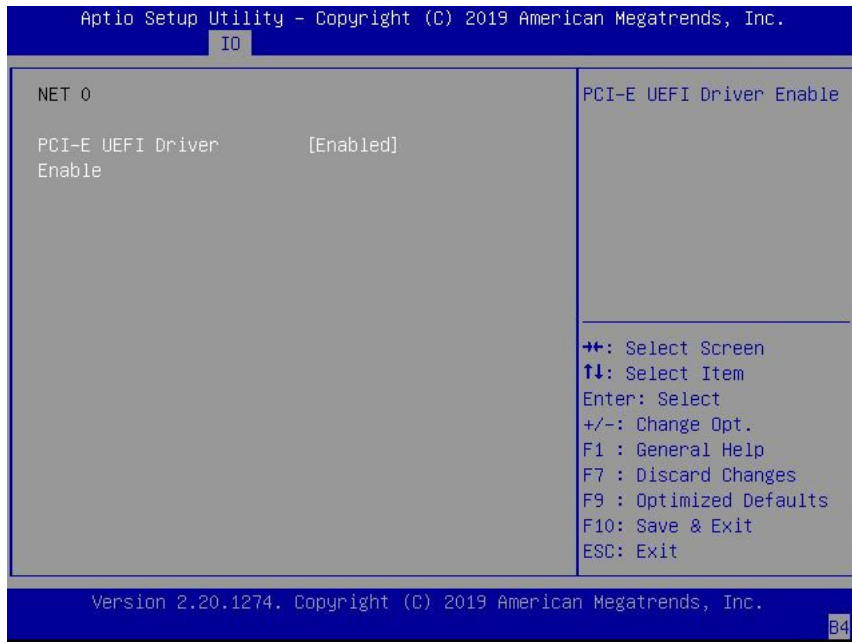 Aptio Setup Utility - Copyright (C) 2019 American Megatrends, Inc.
IO
NET 0
PCI-E UEFI Driver [Enabled]
Enable
PCI-E UEFI Driver Enable
→←: Select Screen
↑↓: Select Item
Enter: Select
+/-: Change Opt.
F1 : General Help
F7 : Discard Changes
F9 : Optimized Defaults
F10: Save & Exit
ESC: Exit
Version 2.20.1274. Copyright (C) 2019 American Megatrends, Inc.
B4